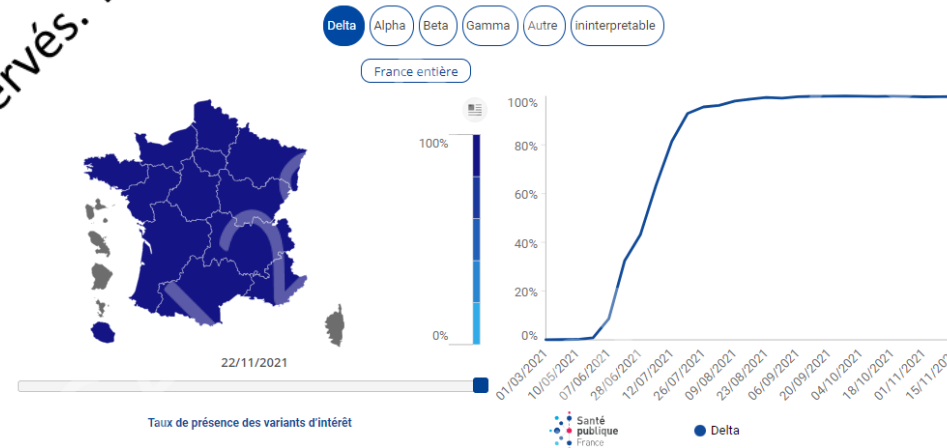 ervés.
Delta Alpha Beta Gamma Autre ininterpretable
France entière
100%
0%
22/11/2021
Taux de présence des variants d'intérêt
100%
80%
60%
40%
20%
0%
01/03/2021 10/05/2021 07/06/2021 28/06/2021 12/07/2021 26/07/2021 09/08/2021 23/08/2021 06/09/2021 20/09/2021 04/10/2021 18/10/2021 01/11/2021 15/11/20
Santé
publique
France
Delta